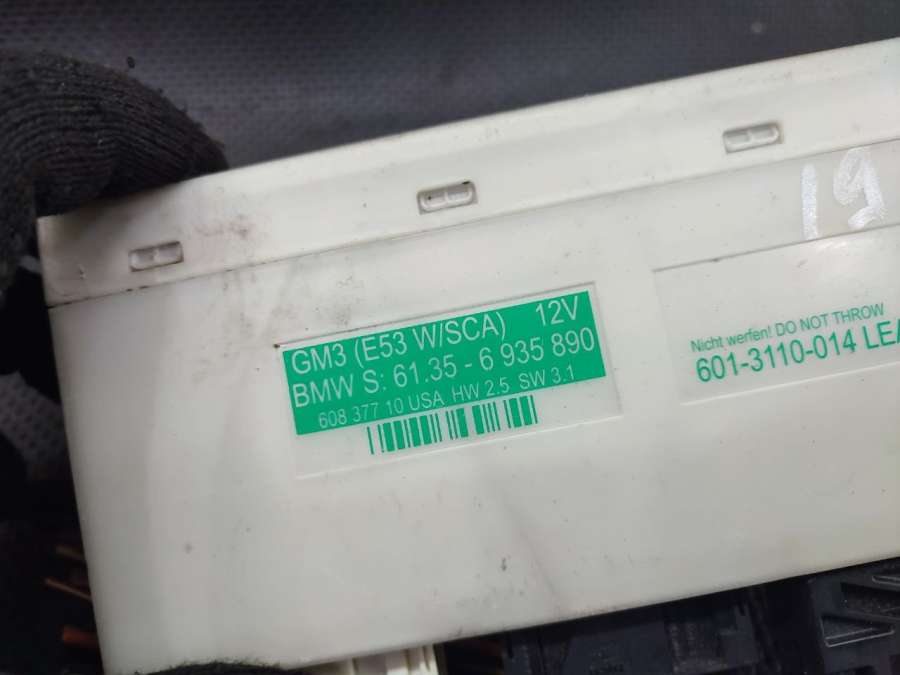 19
GM3 (E53 W/SCA) 12V
BMW S: 61.35 - 6 935 890
608 377 10 USA HW 2.5 SW 3.1
Nicht werfen! DO NOT THROW
601-3110-014 LEA